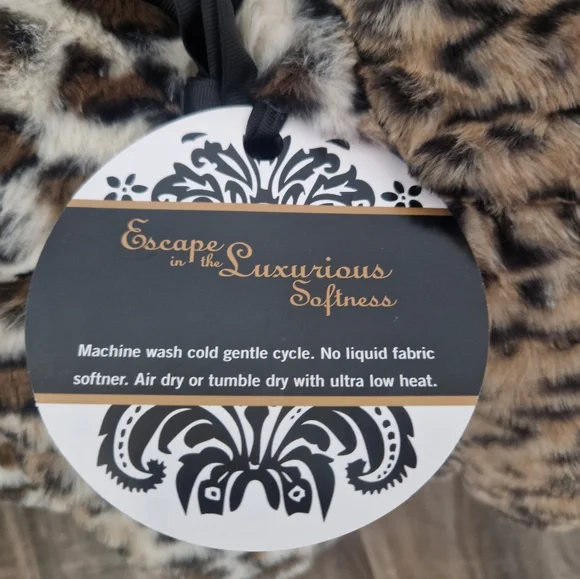 Escape
in the Luxurious
Softness
Machine wash cold gentle cycle. No liquid fabric
softner. Air dry or tumble dry with ultra low heat.